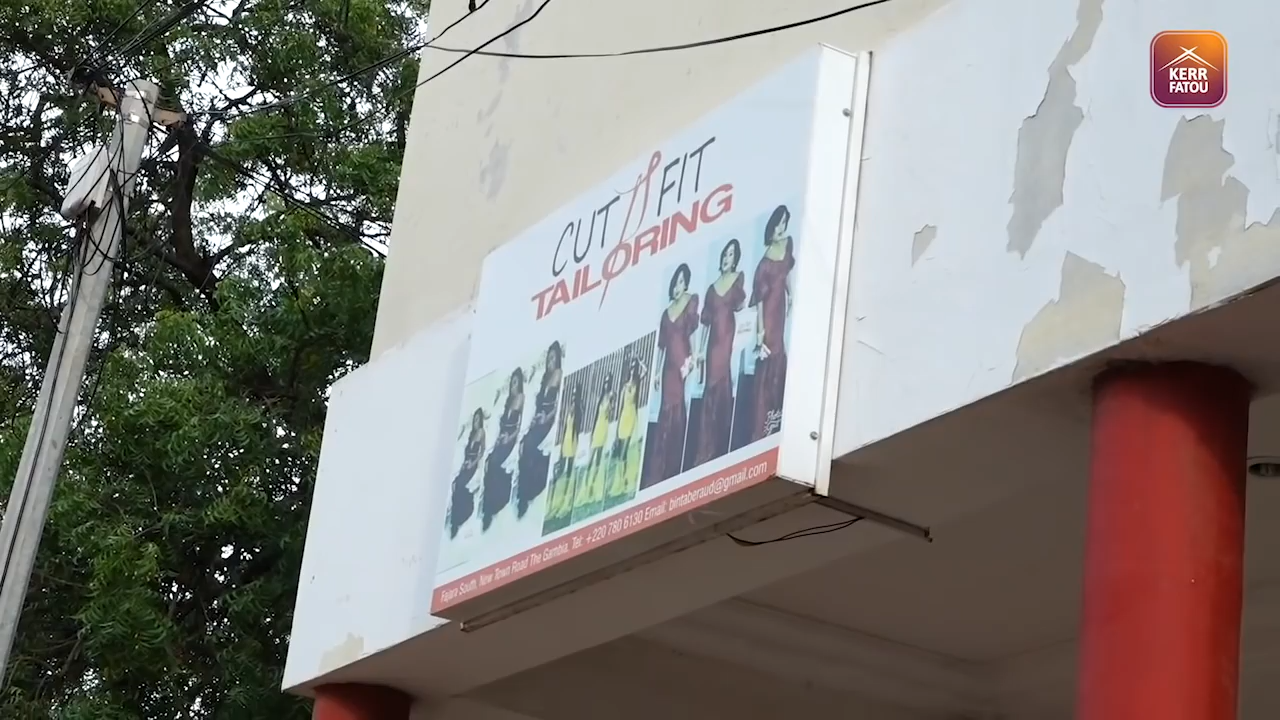 KERR
FATOU
CUT FIT
TAILORING
Fajara South, New Town Road The Gambia. Tel: +220 780 6130 Email: bintaberaud@gmail.com